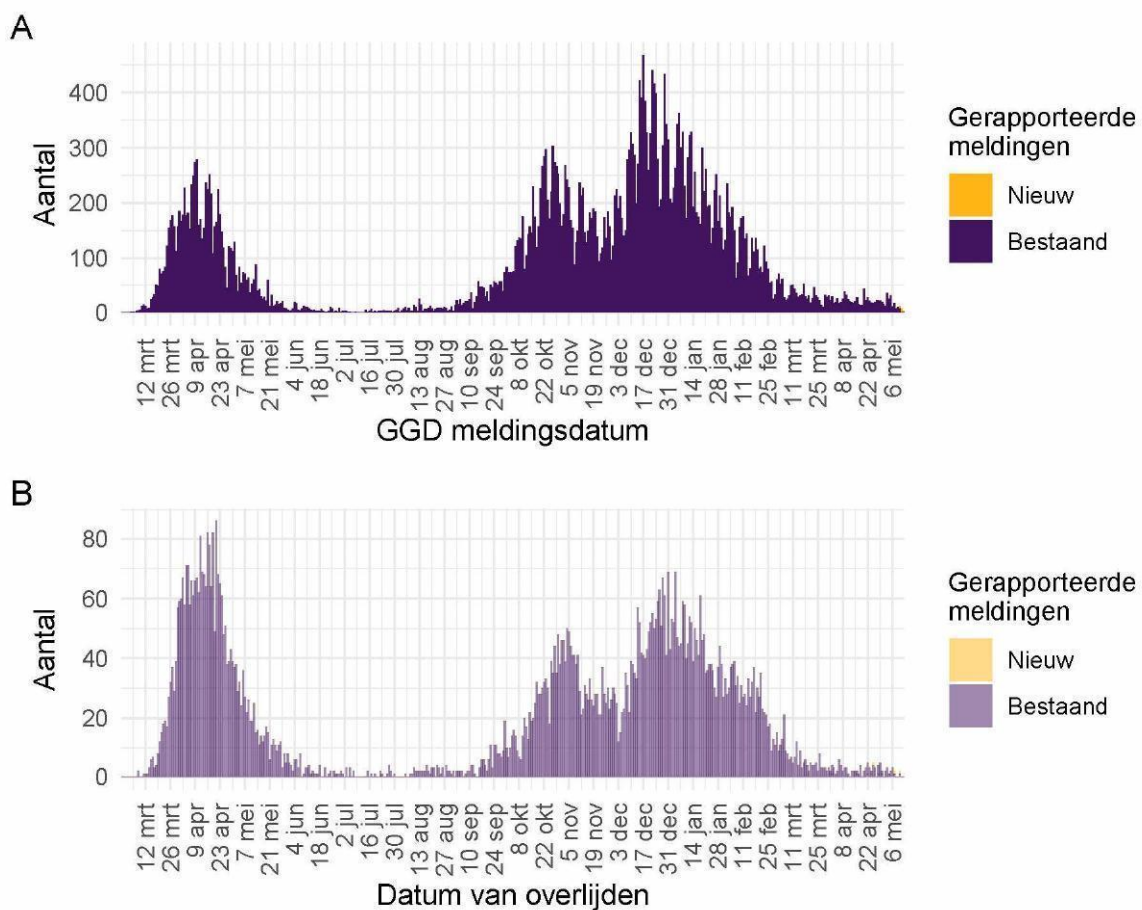 A
Aantal
400
300
200
100
0
12 mrt
26 mrt
9 apr
23 apr
7 mei
21 mei
4 jun
18 jun
2 jul
16 jul
30 jul
13 aug
27 aug
10 sep
24 sep
8 okt
22 okt
5 nov
19 nov
3 dec
17 dec
31 dec
14 jan
28 jan
11 feb
25 feb
11 mrt
25 mrt
8 apr
22 apr
6 mei
GGD meldingsdatum
Gerapporteerde
meldingen
Nieuw
Bestaand
B
Aantal
80
60
40
20
0
12 mrt
26 mrt
9 apr
23 apr
7 mei
21 mei
4 jun
18 jun
2 jul
16 jul
30 jul
13 aug
27 aug
10 sep
24 sep
8 okt
22 okt
5 nov
19 nov
3 dec
17 dec
31 dec
14 jan
28 jan
11 feb
25 feb
11 mrt
25 mrt
8 apr
22 apr
6 mei
Datum van overlijden
Gerapporteerde
meldingen
Nieuw
Bestaand